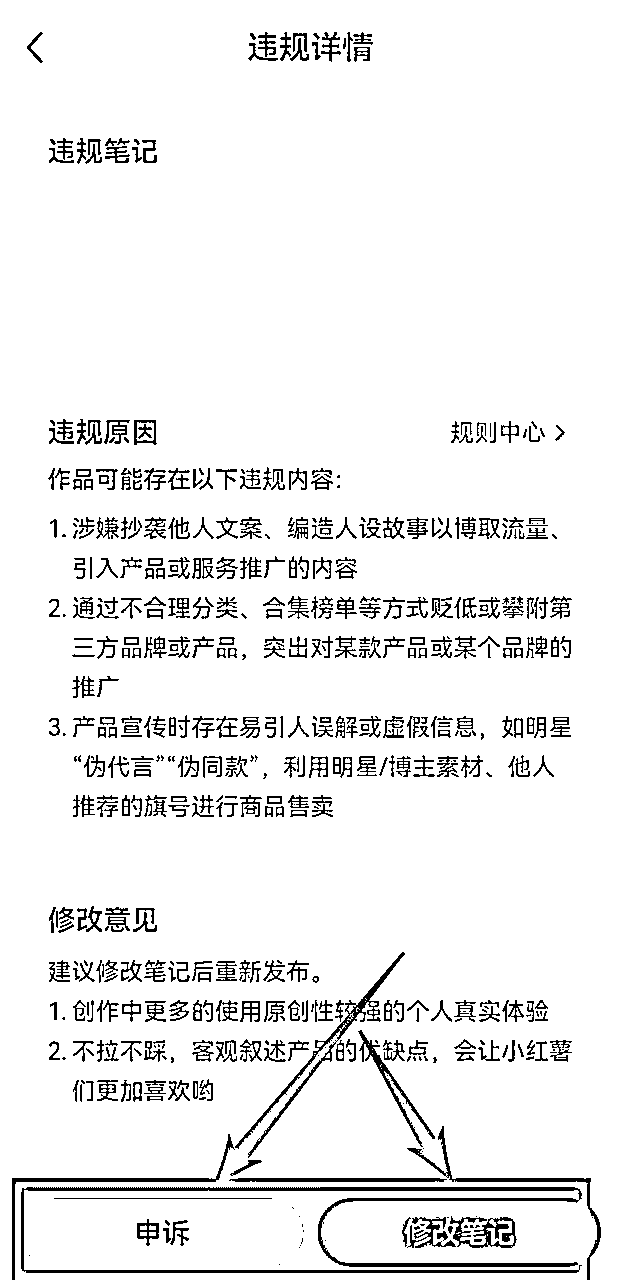 违规详情
违规笔记
违规原因
规则中心
作品可能存在以下违规内容：
1. 涉嫌抄袭他人文案、编造人设故事以博取流量、
引入产品或服务推广的内容
2. 通过不合理分类、合集榜单等方式贬低或攀附第
三方品牌或产品，突出对某款产品或某个品牌的
推广
3. 产品宣传时存在易引人误解或虚假信息，如明星
“伪代言”“伪同款”，利用明星/博主素材、他人
推荐的旗号进行商品售卖
修改意见
建议修改笔记后重新发布。
1. 创作中更多的使用原创性较强的个人真实体验
2. 不拉不踩，客观叙述产品的优缺点，会让小红薯
们更加喜欢哟
申诉
修改笔记